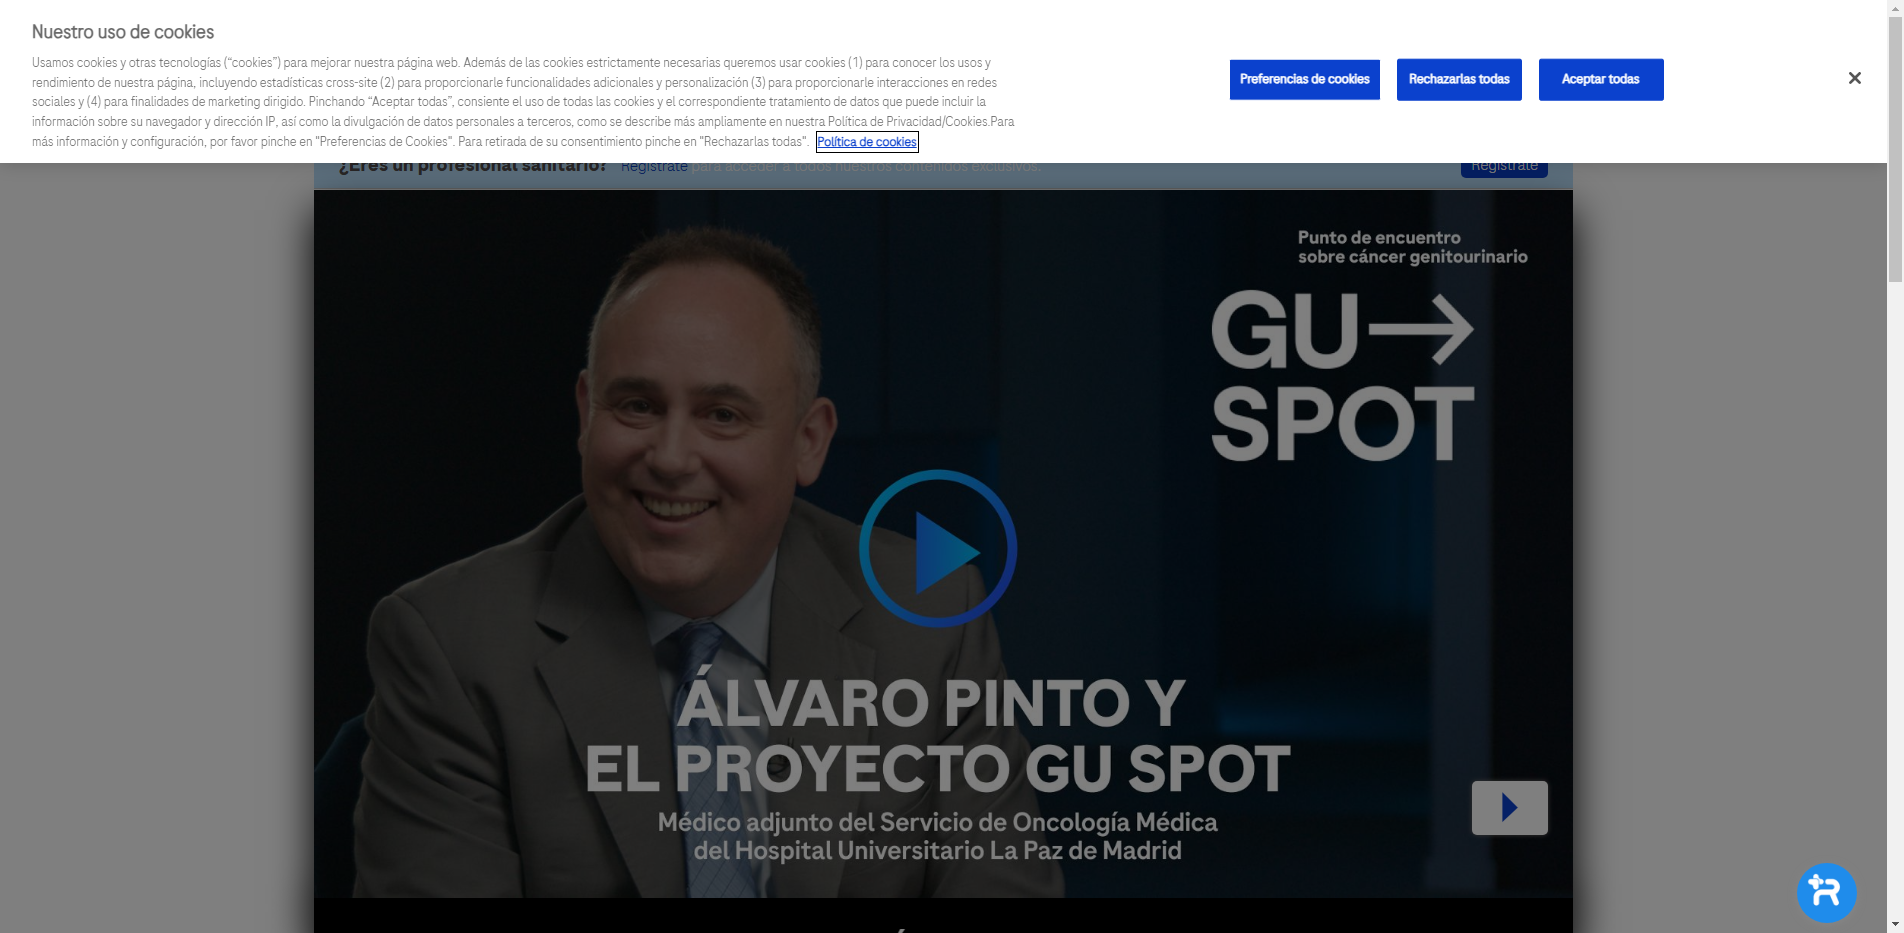 Nuestro uso de cookies
Usamos cookies y otras tecnologías (“cookies”) para mejorar nuestra página web. Además de las cookies estrictamente necesarias queremos usar cookies (1) para conocer los usos y
rendimiento de nuestra página, incluyendo estadísticas cross-site (2) para proporcionarle funcionalidades adicionales y personalización (3) para proporcionarle interacciones en redes
sociales y (4) para finalidades de marketing dirigido. Pinchando “Aceptar todas”, consiente el uso de todas las cookies y el correspondiente tratamiento de datos que puede incluir la
información sobre su navegador y dirección IP, así como la divulgación de datos personales a terceros, como se describe más ampliamente en nuestra Política de Privacidad/Cookies.Para
más información y configuración, por favor pinche en "Preferencias de Cookies". Para retirada de su consentimiento pinche en "Rechazarlas todas". Política de cookies
Preferencias de cookies
Rechazarlas todas
Aceptar todas
¿Eres un profesional sanitario? Regístrate para acceder a todos nuestros contenidos exclusivos.
Regístrate
Punto de encuentro
sobre cáncer genitourinario
GU→
SPOT
ÁLVARO PINTO Y
EL PROYECTO GU SPOT
Médico adjunto del Servicio de Oncología Médica
del Hospital Universitario La Paz de Madrid